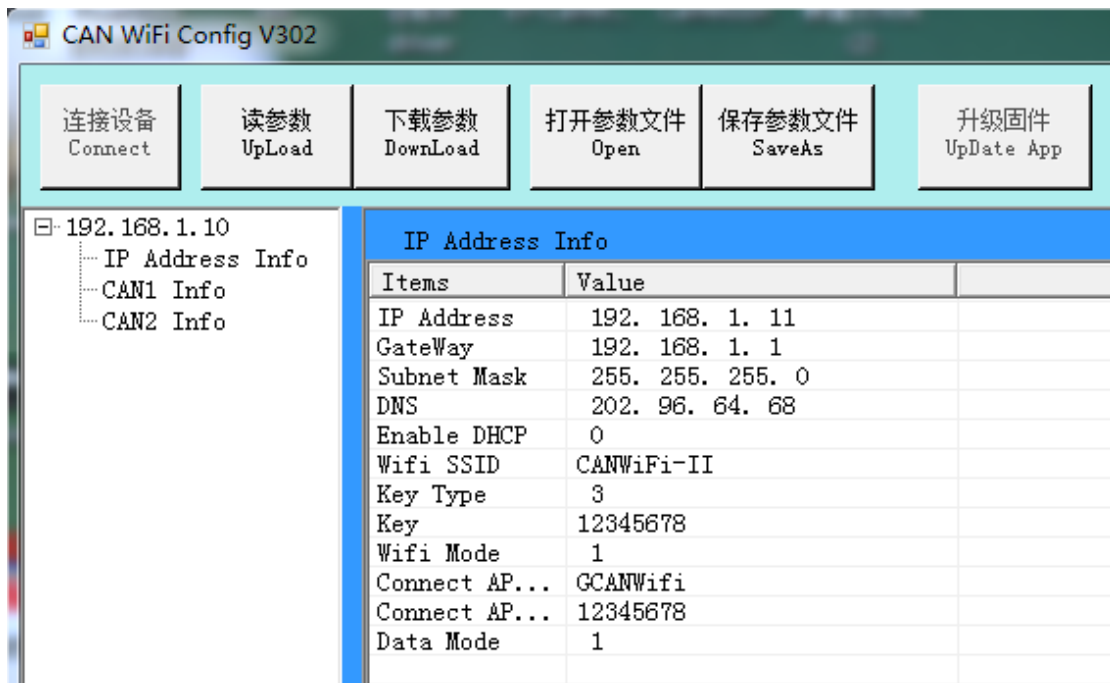 CAN WiFi Config V302
连接设备 读参数 下载参数 打开参数文件 保存参数文件 升级固件
Connect UpLoad DownLoad Open SaveAs UpDate App
192.168.1.10
IP Address Info
CAN1 Info
CAN2 Info
IP Address Info
Items Value
IP Address 192. 168. 1. 11
GateWay 192. 168. 1. 1
Subnet Mask 255. 255. 255. 0
DNS 202. 96. 64. 68
Enable DHCP 0
Wifi SSID CANWiFi-II
Key Type 3
Key 12345678
Wifi Mode 1
Connect AP... GCANWifi
Connect AP... 12345678
Data Mode 1